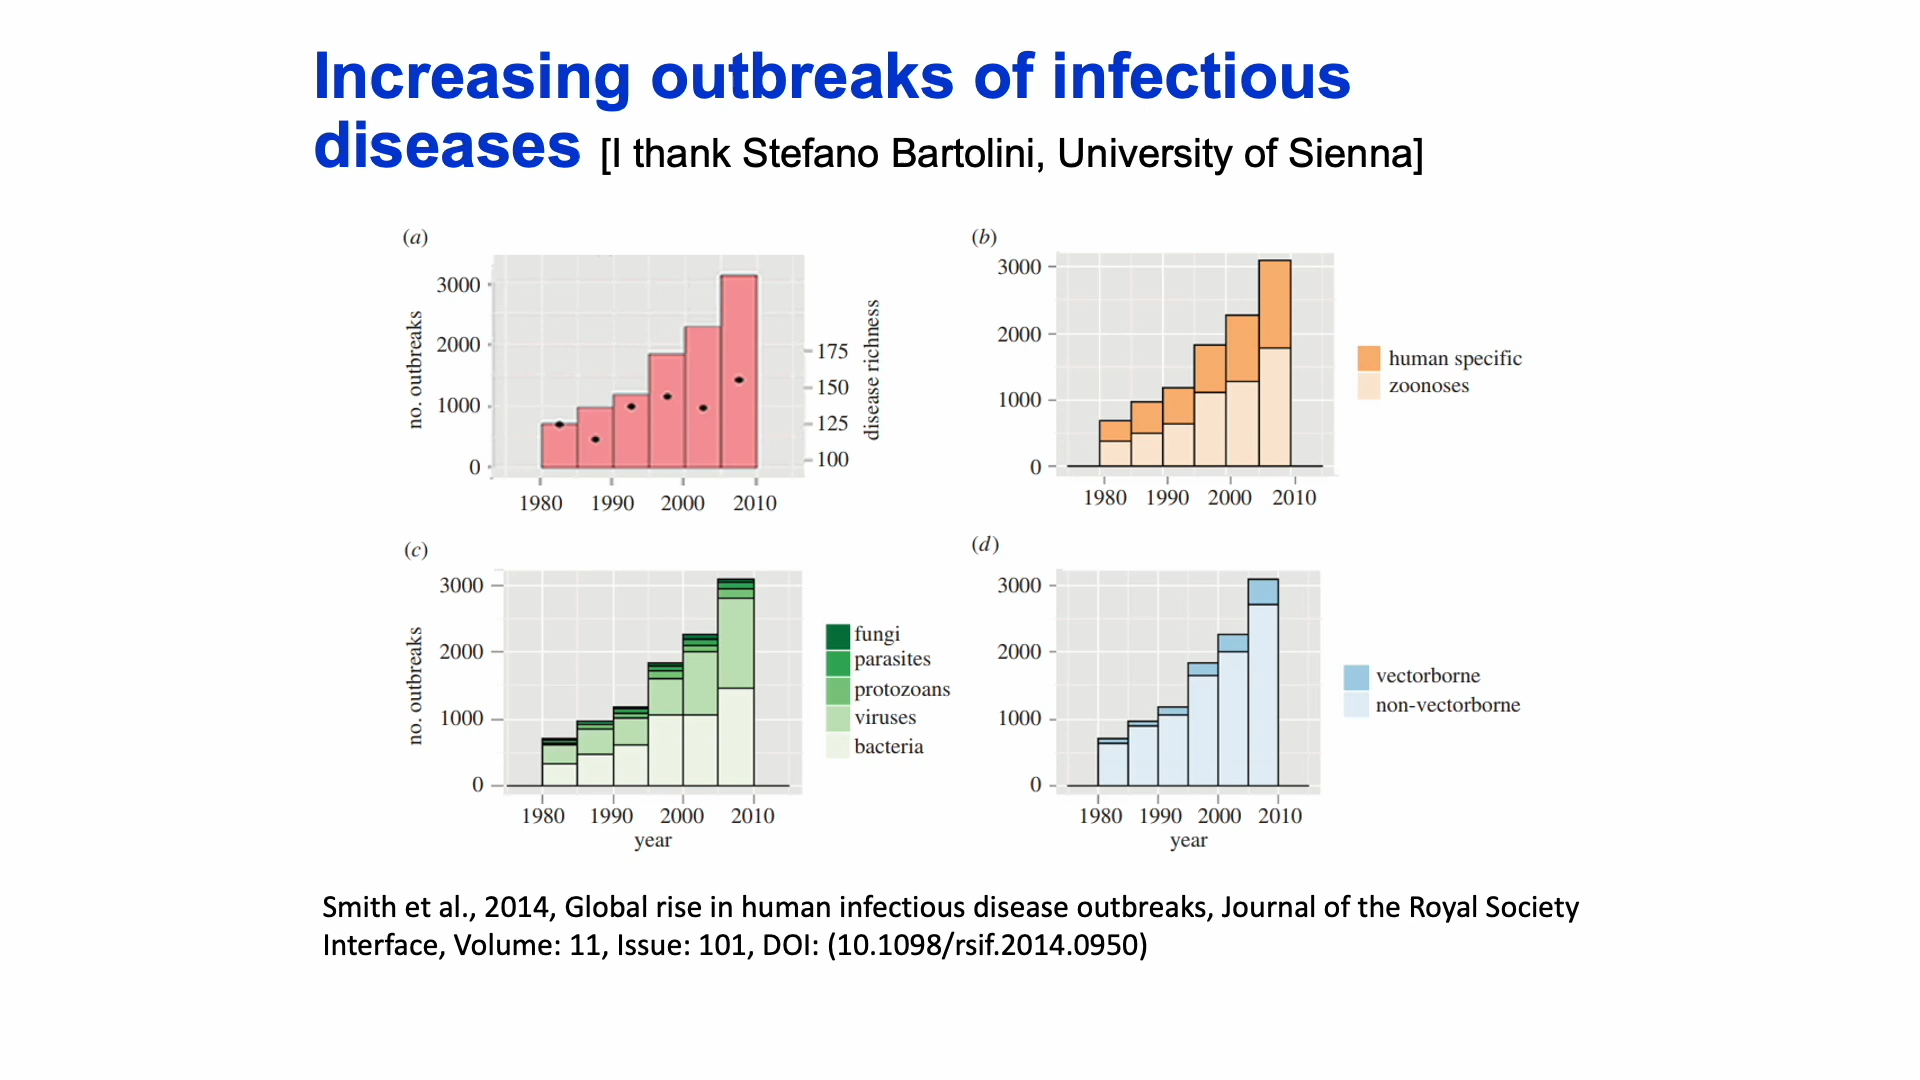 Increasing outbreaks of infectious
diseases [I thank Stefano Bartolini, University of Sienna]
(a)
3000
2000
1000
0
no. outbreaks
175
150
125
100
disease richness
1980 1990 2000 2010
(b)
3000
2000
1000
0
1980 1990 2000 2010
human specific
zoonoses
(c)
3000
2000
1000
0
no. outbreaks
1980 1990 2000 2010
year
fungi
parasites
protozoans
viruses
bacteria
(d)
3000
2000
1000
0
1980 1990 2000 2010
year
vectorborne
non-vectorborne
Smith et al., 2014, Global rise in human infectious disease outbreaks, Journal of the Royal Society
Interface, Volume: 11, Issue: 101, DOI: (10.1098/rsif.2014.0950)